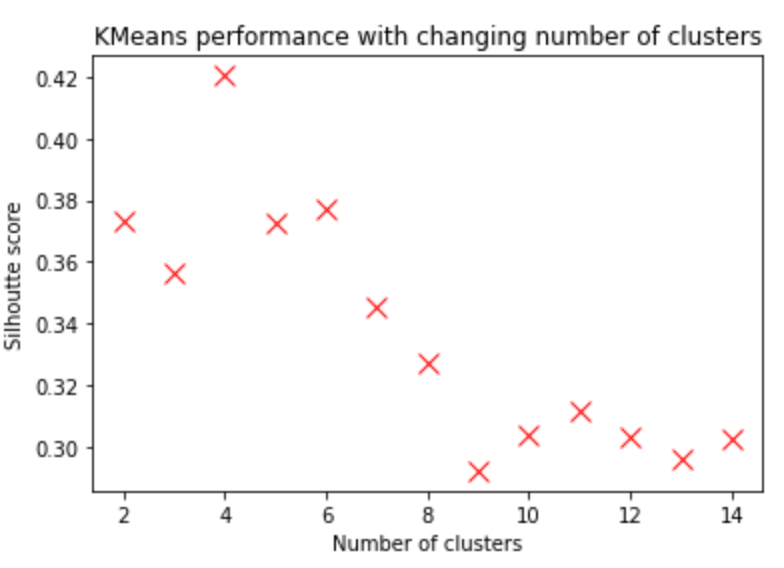 KMeans performance with changing number of clusters
0.42
0.40
0.38
0.36
0.34
0.32
0.30
Silhoutte score
2 4 6 8 10 12 14
Number of clusters